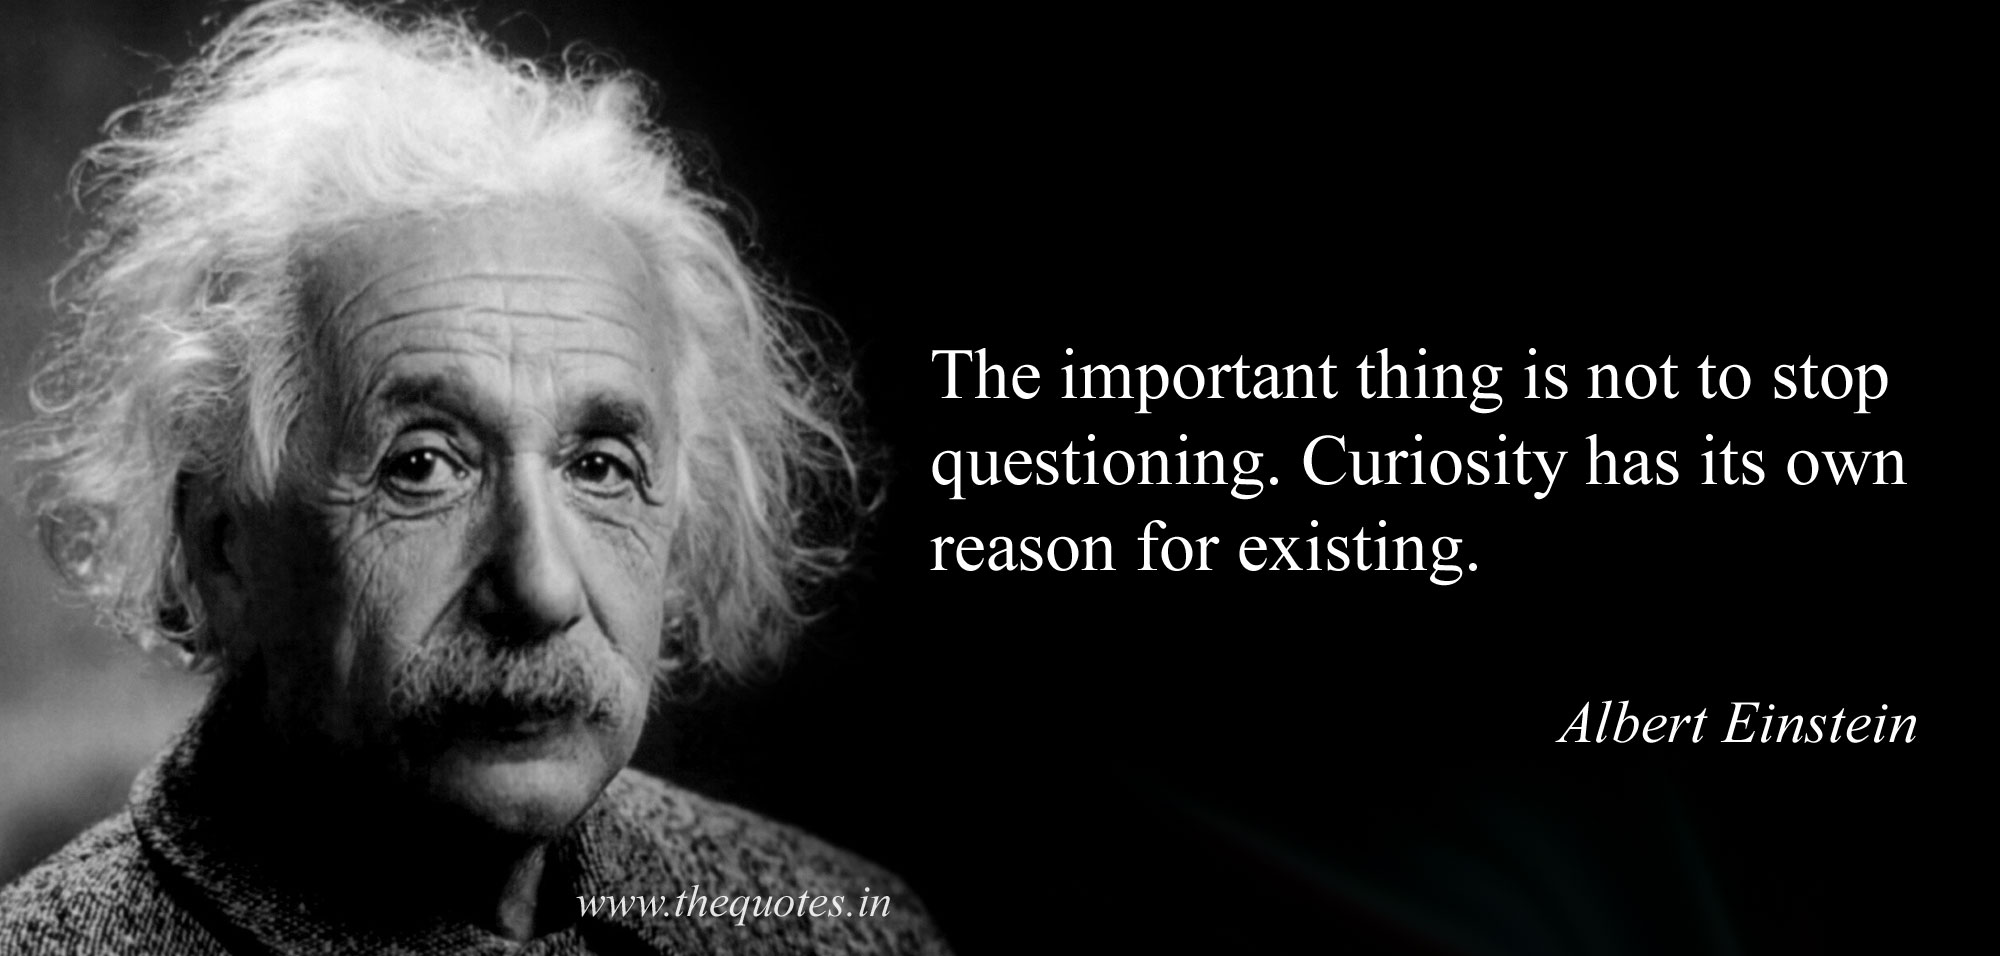 The important thing is not to stop
questioning. Curiosity has its own
reason for existing.
Albert Einstein
www.thequotes.in